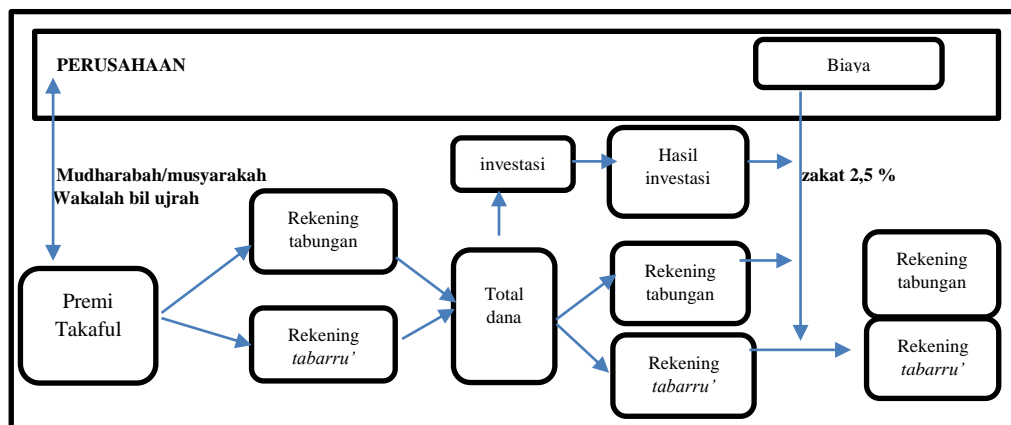 PERUSAHAAN
Biaya
Mudharabah/musyarakah
Wakalah bil ujrah
investasi
Hasil
investasi
zakat 2,5 %
Rekening
tabungan
Premi
Takaful
Rekening
tabarru’
Total
dana
Rekening
tabungan
Rekening
tabarru’
Rekening
tabungan
Rekening
tabarru’